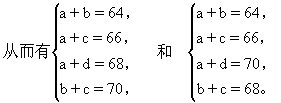 从而有{a+b=64, 和 {a+b=64,
a+c=66, a+c=66,
a+d=68, a+d=70,
b+c=70, b+c=68。